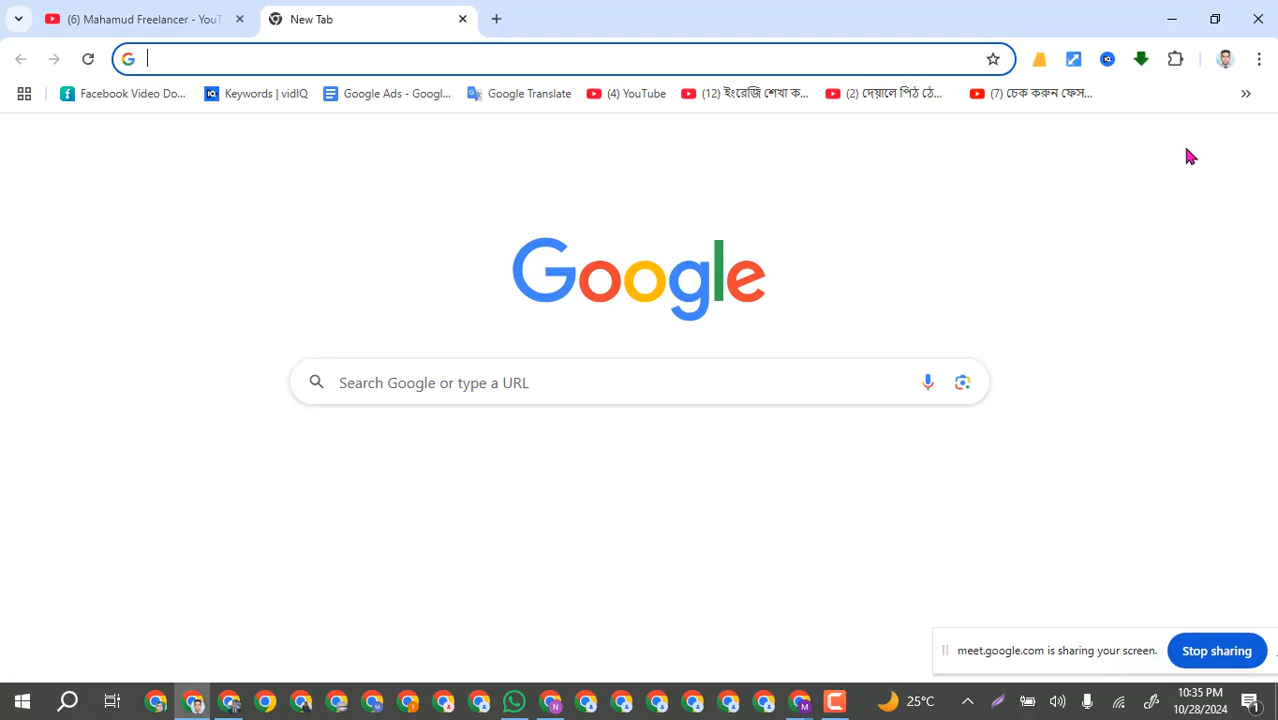 (6) Mahamud Freelancer - YouT
New Tab
Facebook Video Do...
Keywords | vidIQ
Google Ads - Googl...
Google Translate
(4) YouTube
(12) ইংরেজি শেখা ক...
(2) দেয়ালে পিঠ ঠে...
(7) চেক করুন ফেস...
Google
Search Google or type a URL
meet.google.com is sharing your screen.
Stop sharing
25°C
10:35 PM
10/28/2024